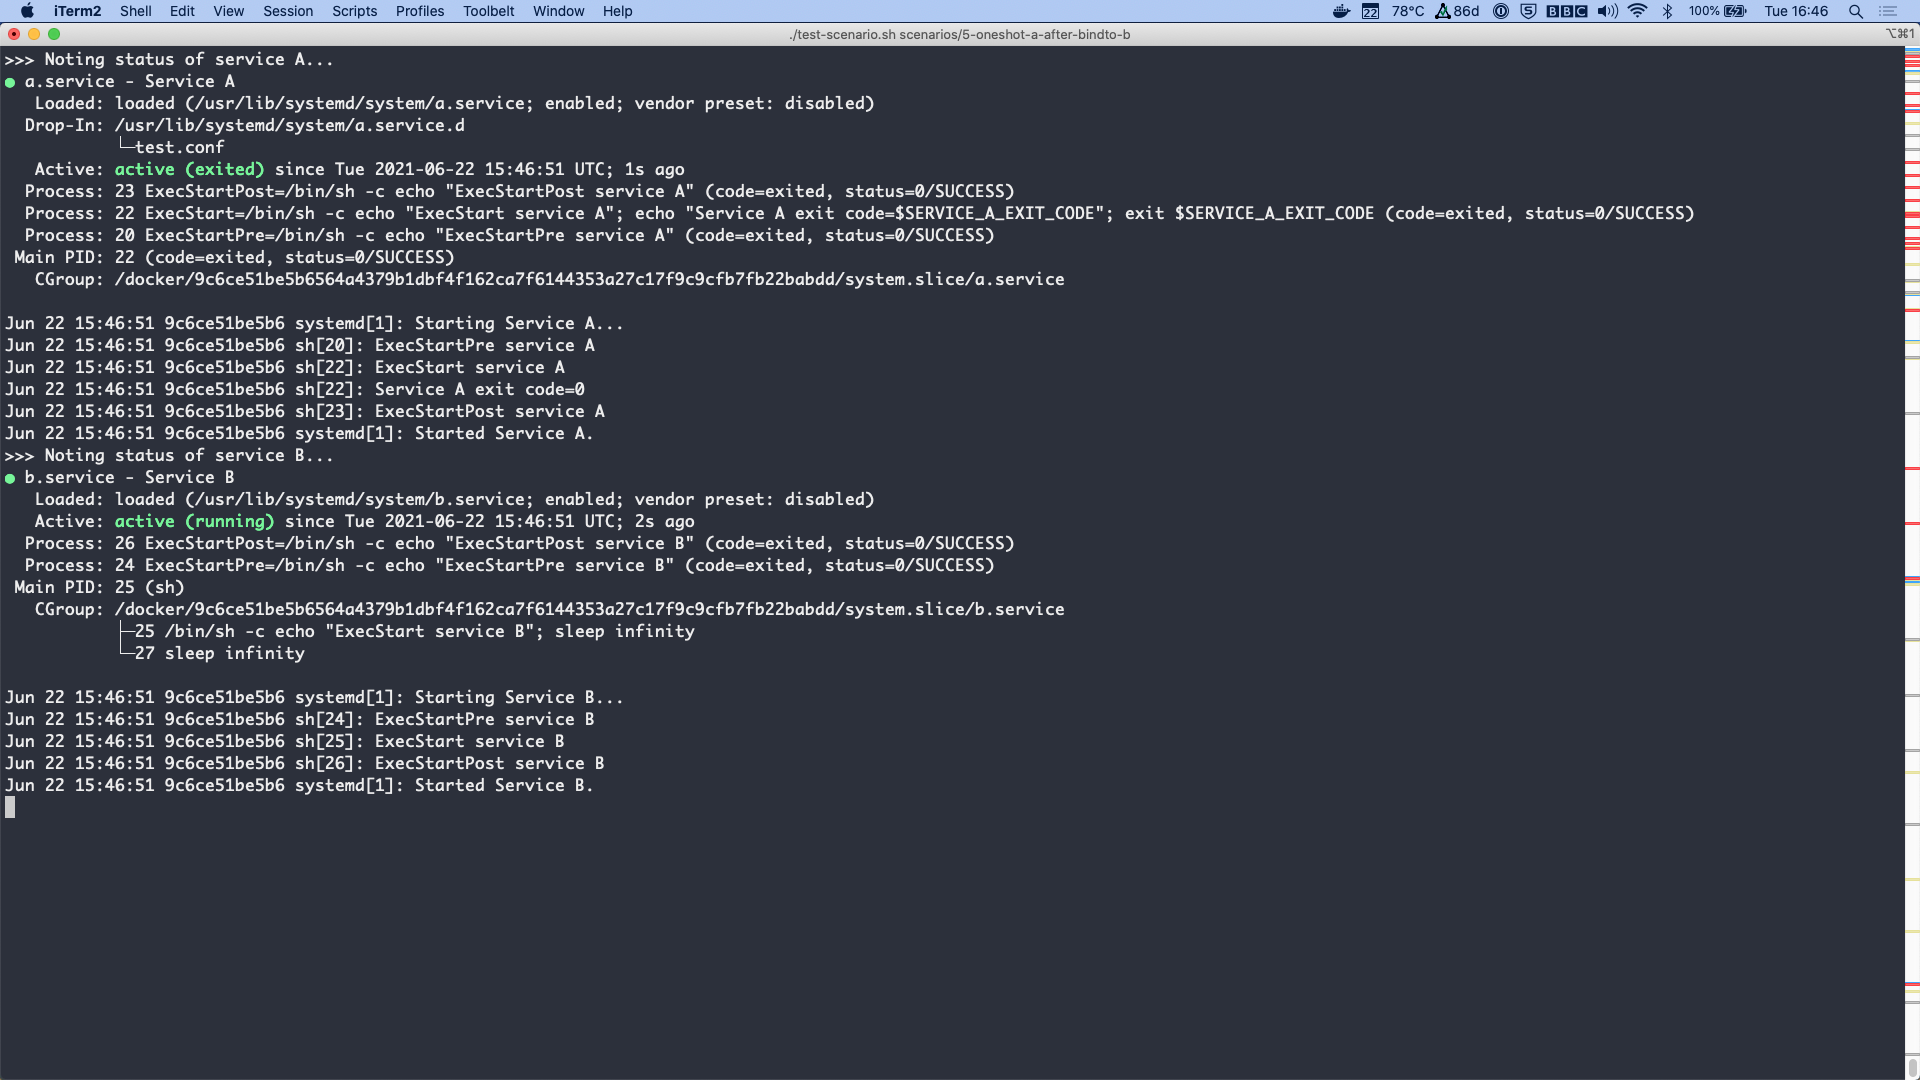 iTerm2 Shell Edit View Session Scripts Profiles Toolbelt Window Help 22 78°C 86d BBC 100% Tue 16:46
./test-scenario.sh scenarios/5-oneshot-a-after-bindto-b ⌥⌘1
>>> Noting status of service A...
● a.service - Service A
Loaded: loaded (/usr/lib/systemd/system/a.service; enabled; vendor preset: disabled)
Drop-In: /usr/lib/systemd/system/a.service.d
└─test.conf
Active: active (exited) since Tue 2021-06-22 15:46:51 UTC; 1s ago
Process: 23 ExecStartPost=/bin/sh -c echo "ExecStartPost service A" (code=exited, status=0/SUCCESS)
Process: 22 ExecStart=/bin/sh -c echo "ExecStart service A"; echo "Service A exit code=$SERVICE_A_EXIT_CODE"; exit $SERVICE_A_EXIT_CODE (code=exited, status=0/SUCCESS)
Process: 20 ExecStartPre=/bin/sh -c echo "ExecStartPre service A" (code=exited, status=0/SUCCESS)
Main PID: 22 (code=exited, status=0/SUCCESS)
CGroup: /docker/9c6ce51be5b6564a4379b1dbf4f162ca7f6144353a27c17f9c9cfb7fb22babdd/system.slice/a.service
Jun 22 15:46:51 9c6ce51be5b6 systemd[1]: Starting Service A...
Jun 22 15:46:51 9c6ce51be5b6 sh[20]: ExecStartPre service A
Jun 22 15:46:51 9c6ce51be5b6 sh[22]: ExecStart service A
Jun 22 15:46:51 9c6ce51be5b6 sh[22]: Service A exit code=0
Jun 22 15:46:51 9c6ce51be5b6 sh[23]: ExecStartPost service A
Jun 22 15:46:51 9c6ce51be5b6 systemd[1]: Started Service A.
>>> Noting status of service B...
● b.service - Service B
Loaded: loaded (/usr/lib/systemd/system/b.service; enabled; vendor preset: disabled)
Active: active (running) since Tue 2021-06-22 15:46:51 UTC; 2s ago
Process: 26 ExecStartPost=/bin/sh -c echo "ExecStartPost service B" (code=exited, status=0/SUCCESS)
Process: 24 ExecStartPre=/bin/sh -c echo "ExecStartPre service B" (code=exited, status=0/SUCCESS)
Main PID: 25 (sh)
CGroup: /docker/9c6ce51be5b6564a4379b1dbf4f162ca7f6144353a27c17f9c9cfb7fb22babdd/system.slice/b.service
├─25 /bin/sh -c echo "ExecStart service B"; sleep infinity
└─27 sleep infinity
Jun 22 15:46:51 9c6ce51be5b6 systemd[1]: Starting Service B...
Jun 22 15:46:51 9c6ce51be5b6 sh[24]: ExecStartPre service B
Jun 22 15:46:51 9c6ce51be5b6 sh[25]: ExecStart service B
Jun 22 15:46:51 9c6ce51be5b6 sh[26]: ExecStartPost service B
Jun 22 15:46:51 9c6ce51be5b6 systemd[1]: Started Service B.